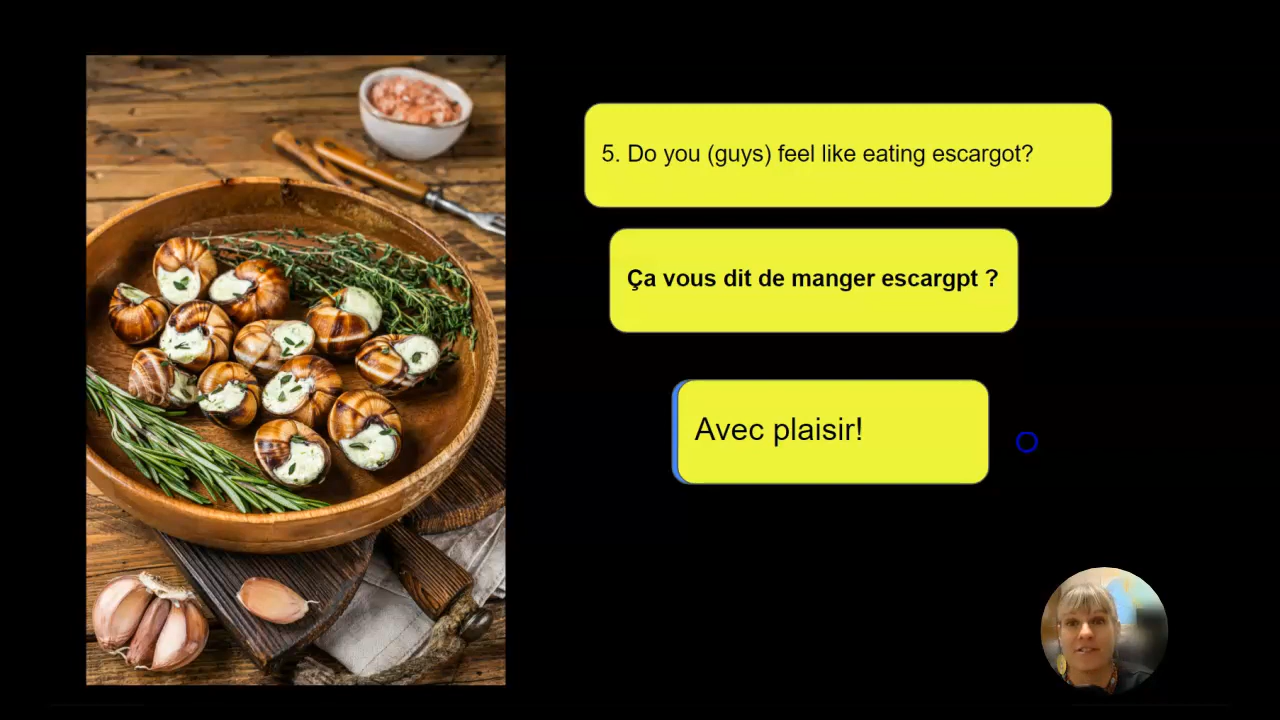 5. Do you (guys) feel like eating escargot?
Ça vous dit de manger escargpt ?
Avec plaisir!